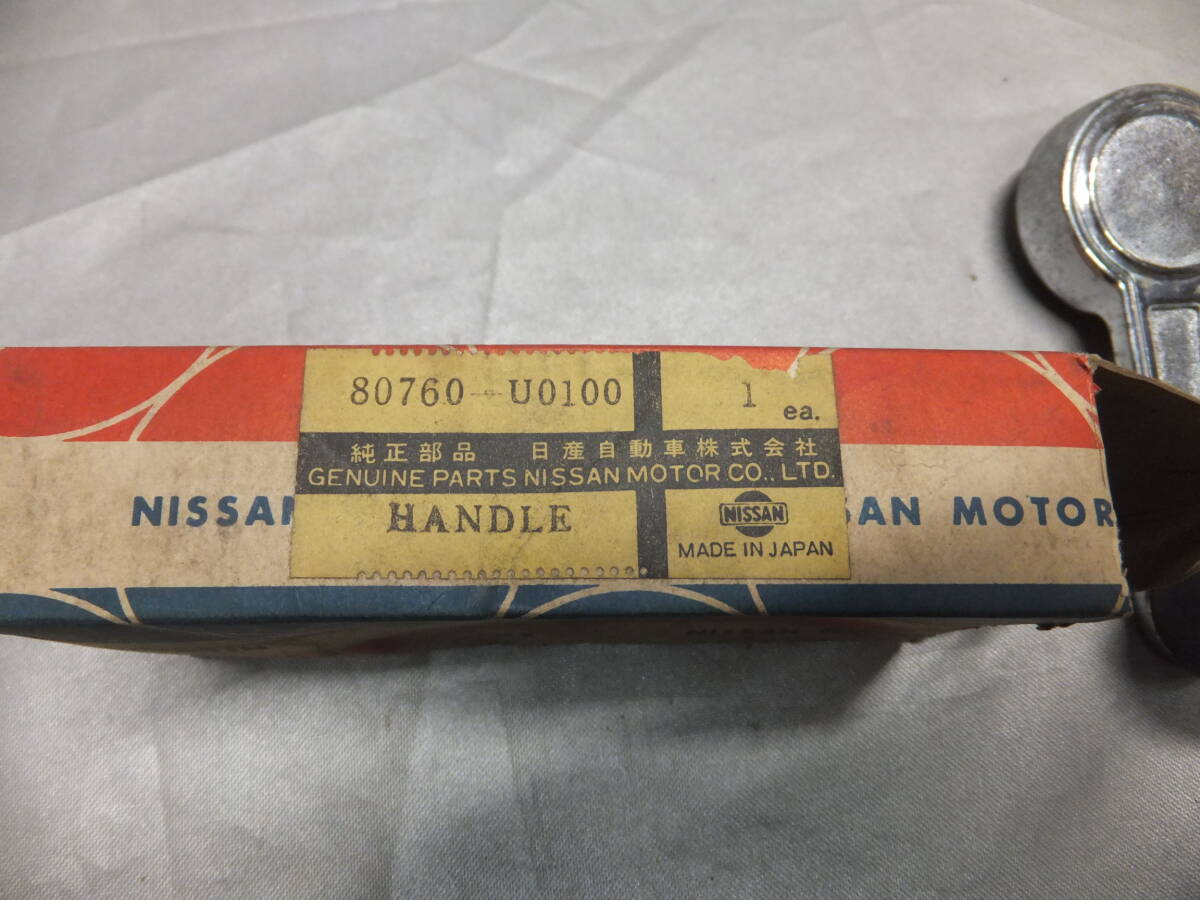 80760-U0100
1 ea.
純正部品 日産自動車株式会社
GENUINE PARTS NISSAN MOTOR CO., LTD.
NISSAN
HANDLE
NISSAN
SAN MOTOR
MADE IN JAPAN
NISSAN